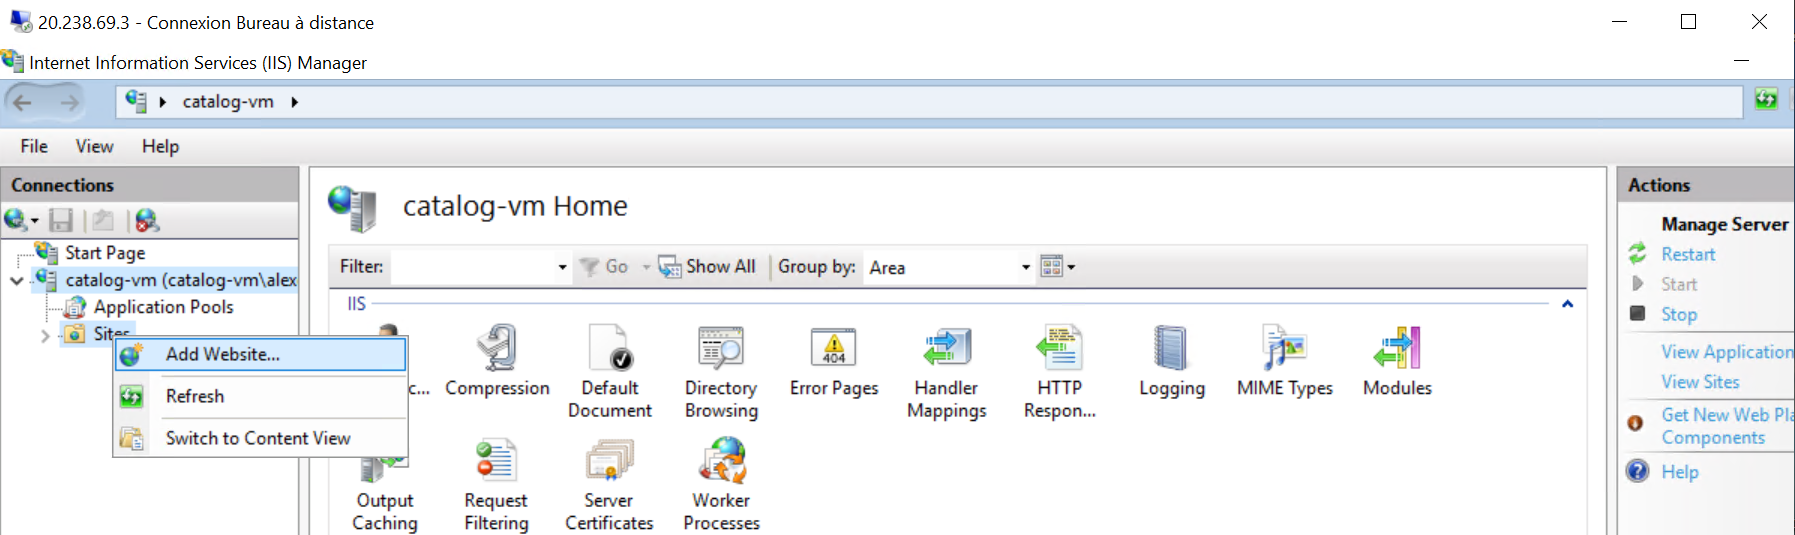 20.238.69.3 - Connexion Bureau à distance
Internet Information Services (IIS) Manager
catalog-vm
File View Help
Connections
Start Page
catalog-vm (catalog-vm\alex
Application Pools
Sites
Add Website...
Refresh
Switch to Content View
catalog-vm Home
Filter: Go Show All Group by: Area
IIS
c... Compression Default Document Directory Browsing Error Pages Handler Mappings HTTP Respon... Logging MIME Types Modules
404
Output Caching Request Filtering Server Certificates Worker Processes
Actions
Manage Server
Restart
Start
Stop
View Application
View Sites
Get New Web Pla
Components
Help